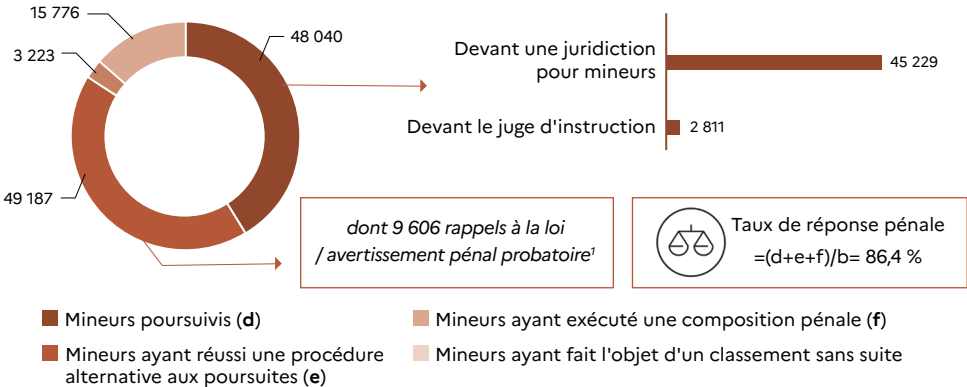 15 776
3 223
48 040
49 187
Devant une juridiction
pour mineurs
45 229
Devant le juge d'instruction
2 811
dont 9 606 rappels à la loi
/ avertissement pénal probatoire¹
Taux de réponse pénale
=(d+e+f)/b= 86,4 %
Mineurs poursuivis (d)
Mineurs ayant réussi une procédure
alternative aux poursuites (e)
Mineurs ayant exécuté une composition pénale (f)
Mineurs ayant fait l'objet d'un classement sans suite